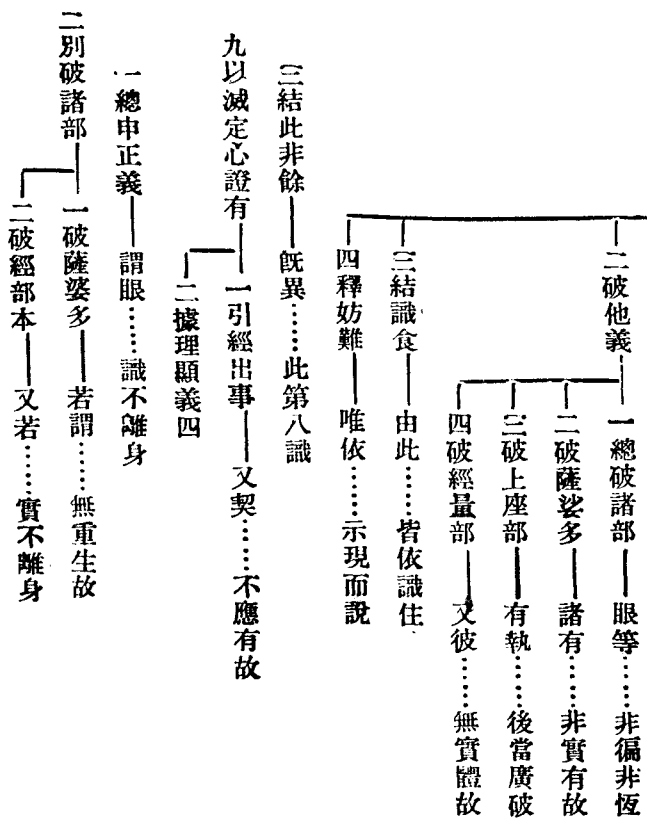 二破他義
一總破諸部——眼等……非徧非恆
二破薩娑多——諸有……非實有故
三破上座部——有執……後當廣破
四破經量部——又彼……無實體故
三結識食——由此……皆依識住
四釋妨難——唯依……示現而說
三結此非餘——旣異……此第八識
九以滅定心證有
一引經出事——又契……不應有故
二據理顯義四
一總申正義——謂眼……識不離身
二別破諸部
一破薩婆多——若謂……無重生故
二破經部本——又若……實不離身